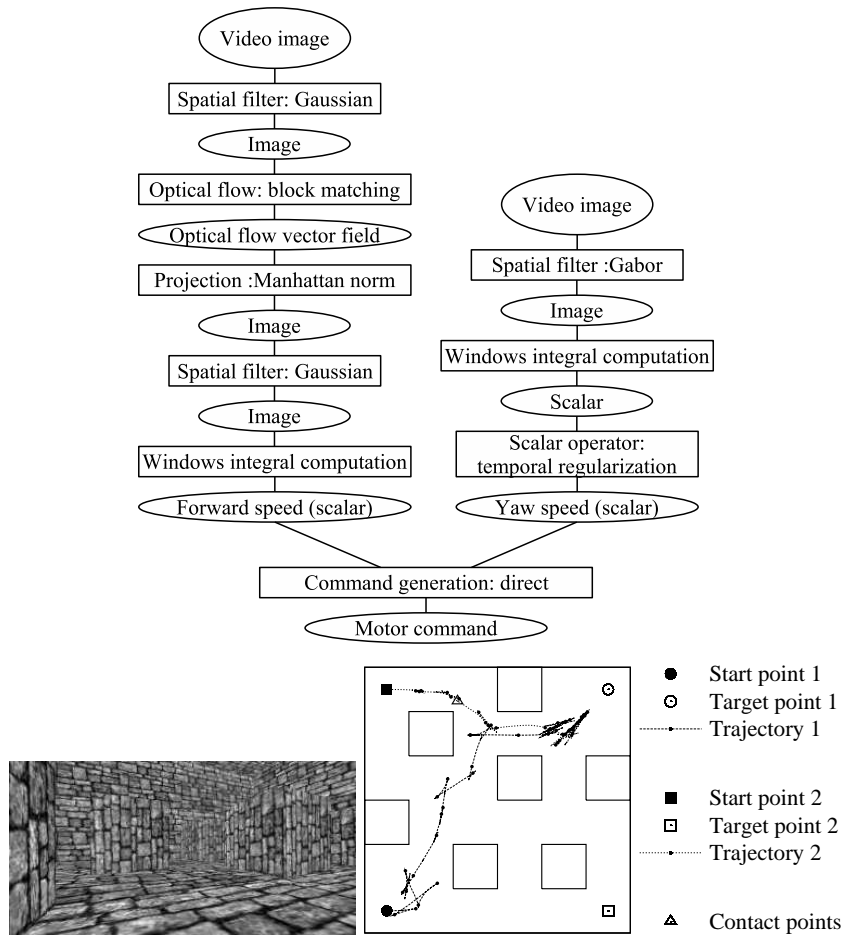 Video image
Spatial filter: Gaussian
Image
Optical flow: block matching
Optical flow vector field
Projection :Manhattan norm
Image
Spatial filter: Gaussian
Image
Windows integral computation
Forward speed (scalar)
Video image
Spatial filter :Gabor
Image
Windows integral computation
Scalar
Scalar operator:
temporal regularization
Yaw speed (scalar)
Command generation: direct
Motor command
Start point 1
Target point 1
Trajectory 1
Start point 2
Target point 2
Trajectory 2
Contact points